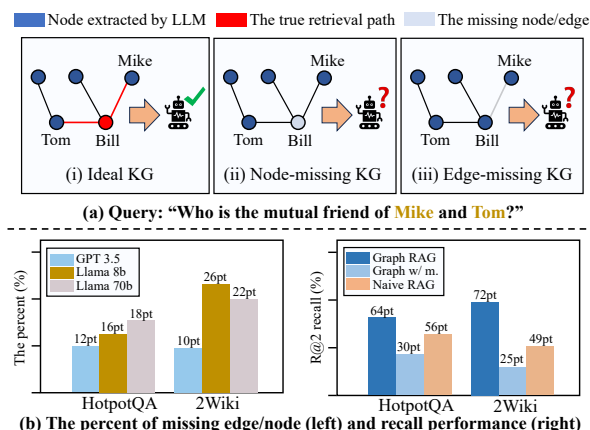 Node extracted by LLM The true retrieval path The missing node/edge
Mike Mike Mike
? ?
Tom Bill Tom Bill Tom Bill
(i) Ideal KG (ii) Node-missing KG (iii) Edge-missing KG
(a) Query: “Who is the mutual friend of Mike and Tom?”
The percent (%)
GPT 3.5
Llama 8b
Llama 70b
12pt 16pt 18pt 10pt 26pt 22pt
HotpotQA 2Wiki
R@2 recall (%)
Graph RAG
Graph w/ m.
Naive RAG
64pt 30pt 56pt 72pt 25pt 49pt
HotpotQA 2Wiki
(b) The percent of missing edge/node (left) and recall performance (right)